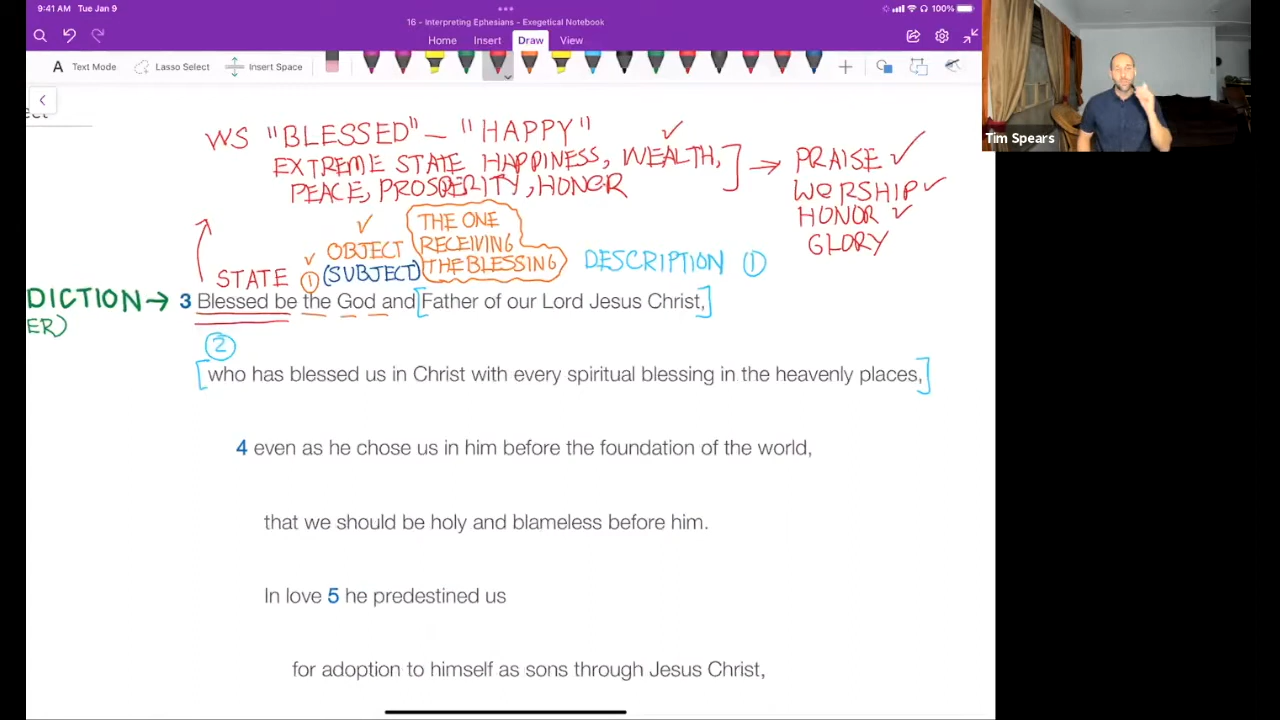 9:41 AM Tue Jan 9
100%
16 - Interpreting Ephesians - Exegetical Notebook
Home Insert Draw View
A Text Mode Lasso Select Insert Space
Tim Spears
WS "BLESSED" - "HAPPY"
EXTREME STATE HAPPINESS, WEALTH,
PEACE, PROSPERITY, HONOR
PRAISE
WORSHIP
HONOR
GLORY
THE ONE
RECEIVING
THE BLESSING
OBJECT
(SUBJECT)
STATE
1
DESCRIPTION 1
DICTION →
ER)
3 Blessed be the God and [Father of our Lord Jesus Christ,]
2
[who has blessed us in Christ with every spiritual blessing in the heavenly places,]
4 even as he chose us in him before the foundation of the world,
that we should be holy and blameless before him.
In love 5 he predestined us
for adoption to himself as sons through Jesus Christ,